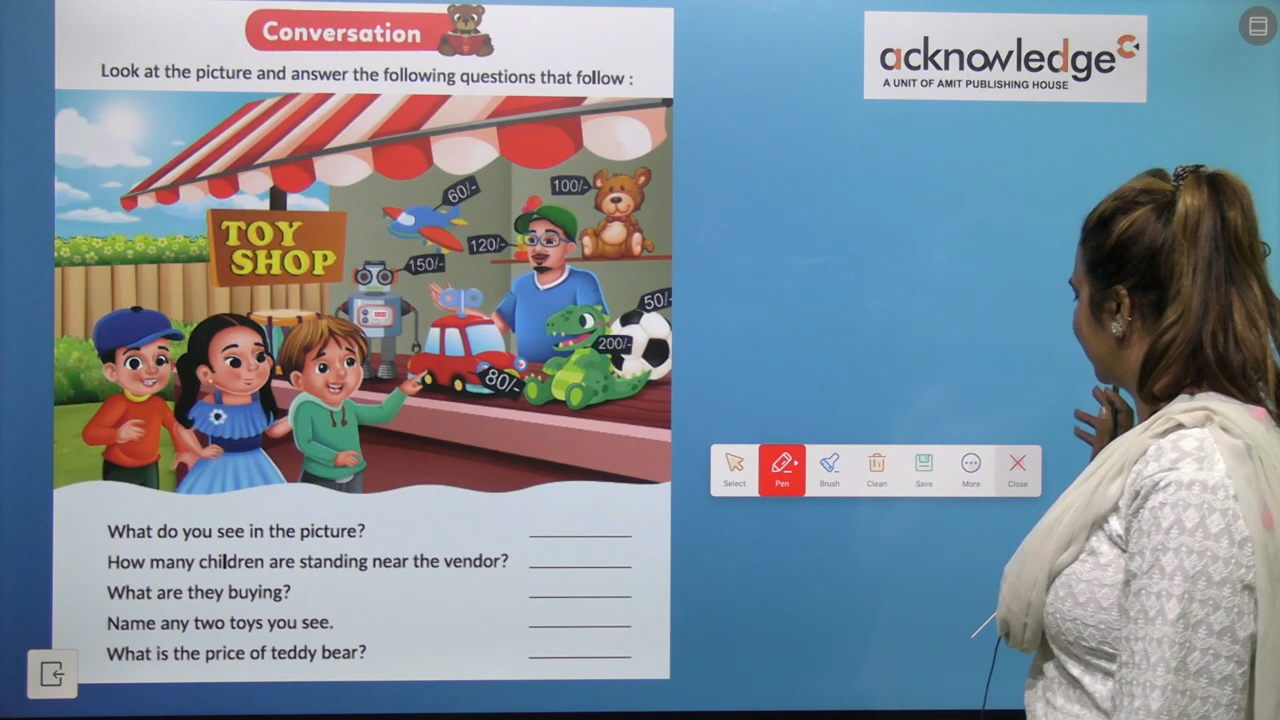 Conversation
Look at the picture and answer the following questions that follow :
acknowledge
A UNIT OF AMIT PUBLISHING HOUSE
60/-
100/-
120/-
150/-
TOY
SHOP
50/-
200/-
80/-
Select
Pen
Brush
Clean
Save
More
Close
What do you see in the picture?
How many children are standing near the vendor?
What are they buying?
Name any two toys you see.
What is the price of teddy bear?